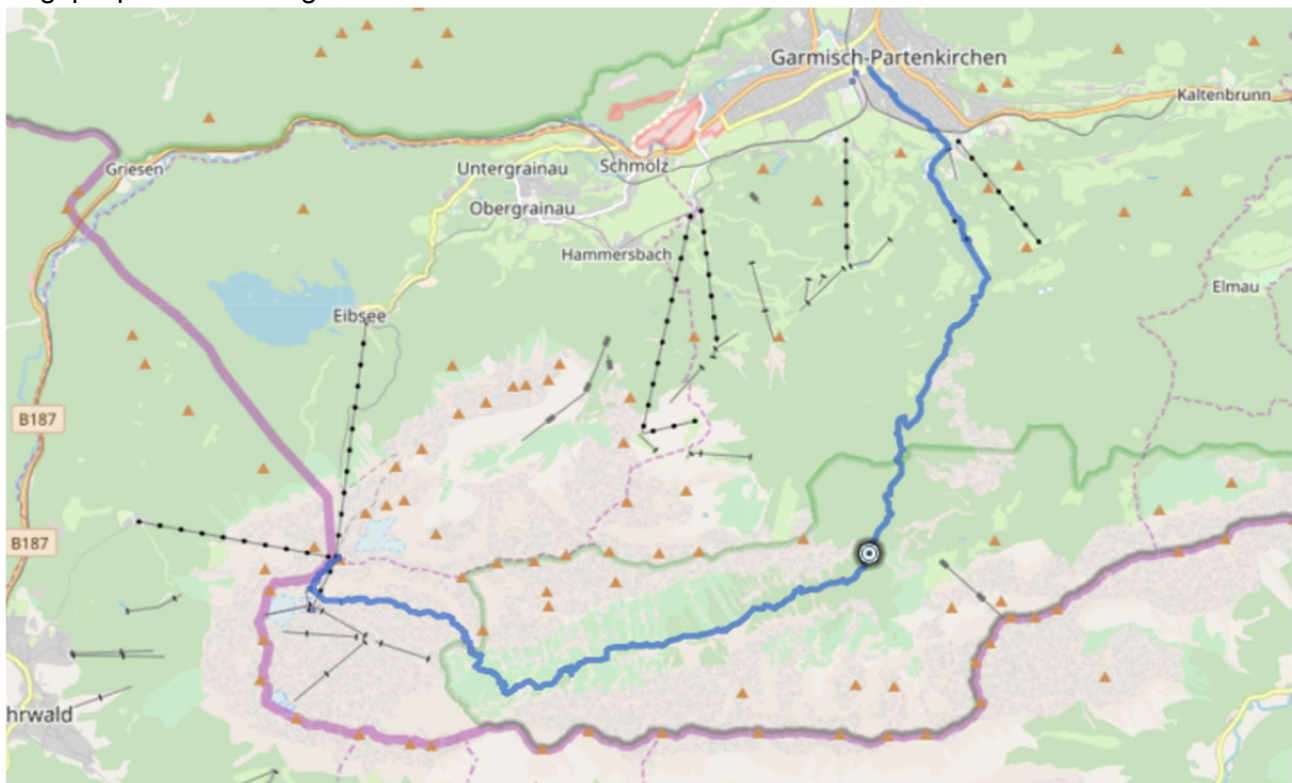 Garmisch-Partenkirchen
Kaltenbrunn
Griesen
Untergrainau
Schmölz
Obergrainau
Hammersbach
Elmau
Eibsee
B187
B187
hrwald